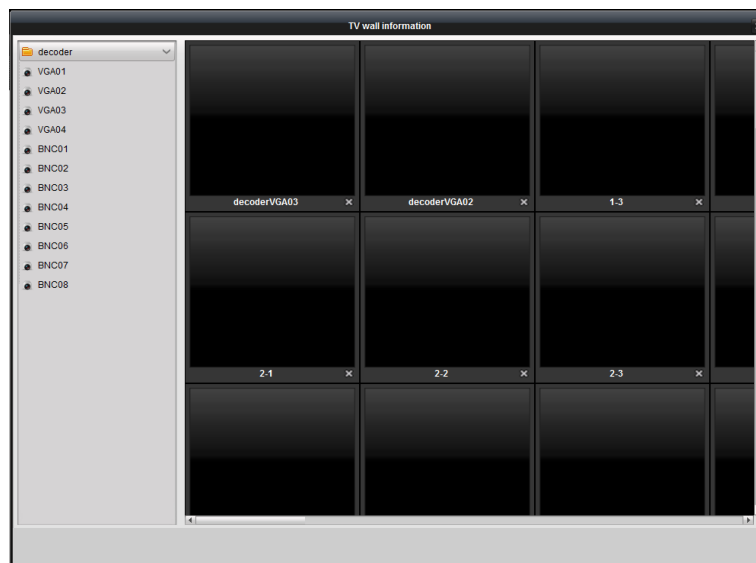 TV wall information
decoder
VGA01
VGA02
VGA03
VGA04
BNC01
BNC02
BNC03
BNC04
BNC05
BNC06
BNC07
BNC08
decoderVGA03
decoderVGA02
1-3
2-1
2-2
2-3